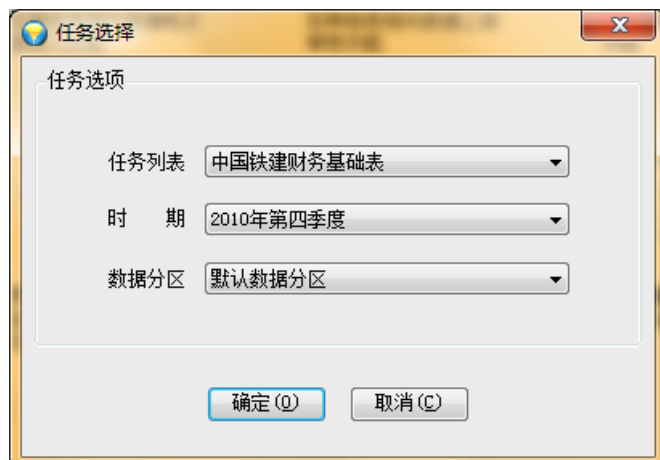 任务选择
任务选项
任务列表 中国铁建财务基础表
时 期 2010年第四季度
数据分区 默认数据分区
确定(O) 取消(C)